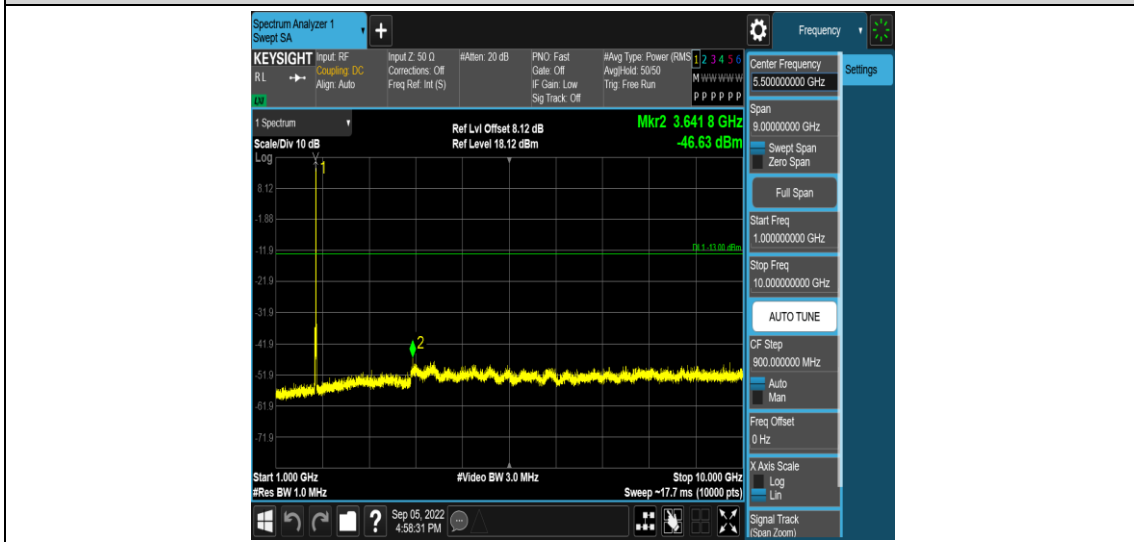 Spectrum Analyzer 1
Swept SA
+
Frequency
KEYSIGHT
RL
LXI
Input: RF
Coupling: DC
Align: Auto
Input Z: 50 Ω
Corrections: Off
Freq Ref: Int (S)
#Atten: 20 dB
PNO: Fast
Gate: Off
IF Gain: Low
Sig Track: Off
#Avg Type: Power (RMS
Avg|Hold: 50/50
Trig: Free Run
1 2 3 4 5 6
M W W W W W
P P P P P P
1 Spectrum
Scale/Div 10 dB
Log
Ref Lvl Offset 8.12 dB
Ref Level 18.12 dBm
Mkr2 3.641 8 GHz
-46.63 dBm
1
8.12
-1.88
-11.9
DL1 -13.00 dBm
-21.9
-31.9
-41.9
2
-51.9
-61.9
-71.9
Start 1.000 GHz
#Res BW 1.0 MHz
#Video BW 3.0 MHz
Stop 10.000 GHz
Sweep ~17.7 ms (10000 pts)
Center Frequency
5.50000000 GHz
Settings
Span
9.00000000 GHz
Swept Span
Zero Span
Full Span
Start Freq
1.000000000 GHz
Stop Freq
10.000000000 GHz
AUTO TUNE
CF Step
900.000000 MHz
Auto
Man
Freq Offset
0 Hz
X Axis Scale
Log
Lin
Signal Track
(Span Zoom)
?
Sep 05, 2022
4:58:31 PM